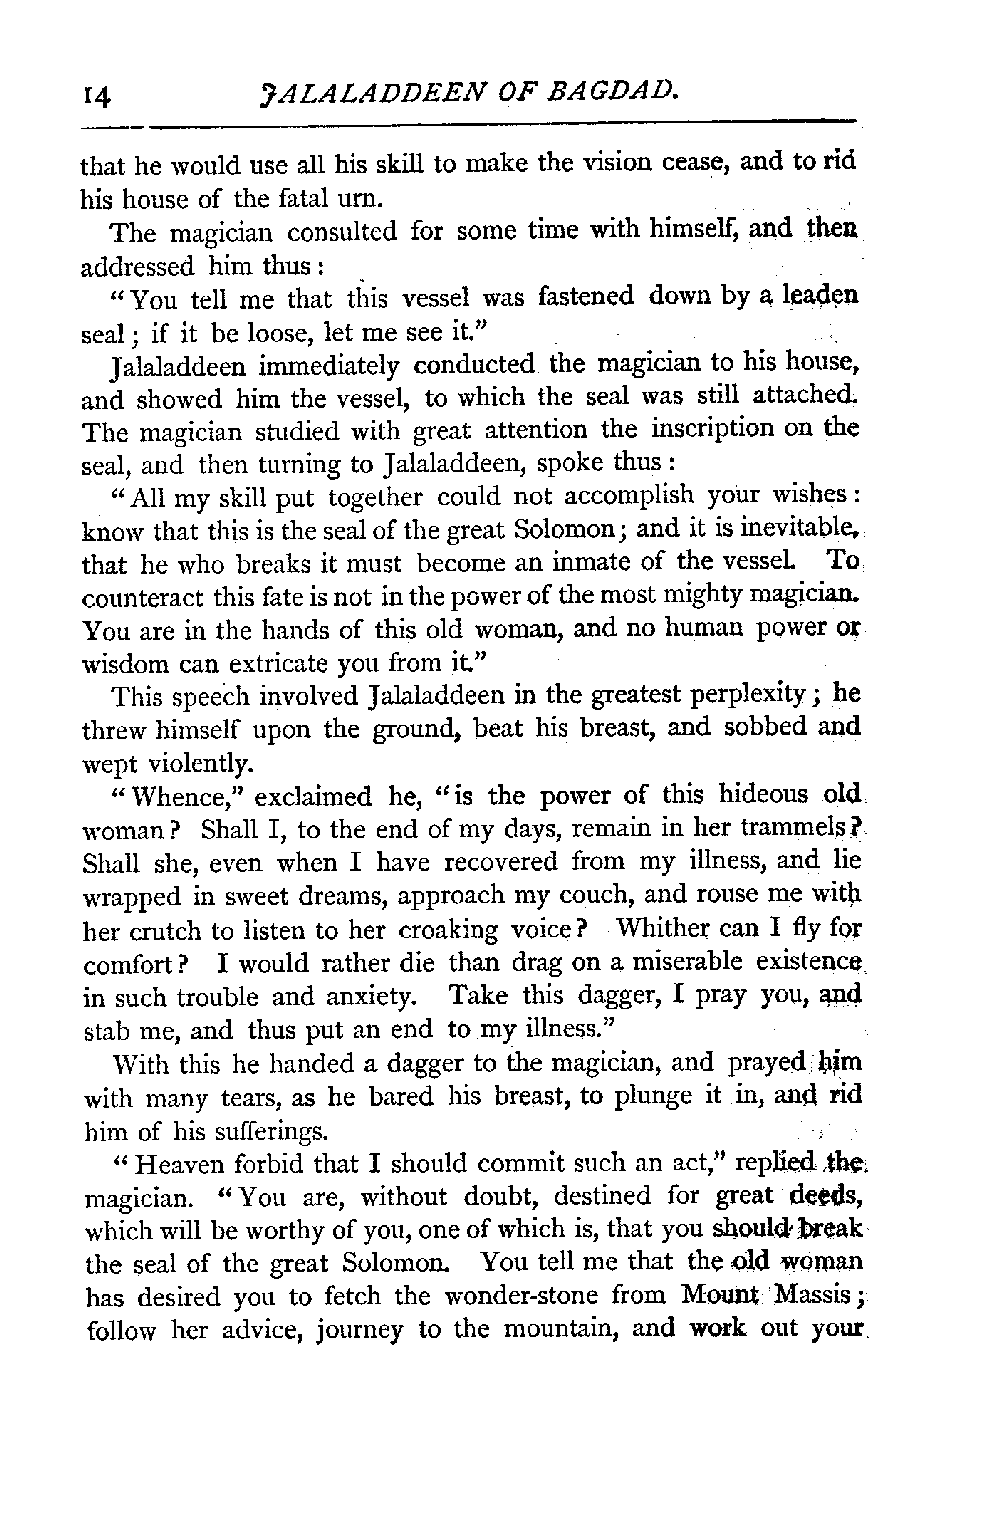 14 JALALADDEEN OF BAGDAD.
that he would use all his skill to make the vision cease, and to rid
his house of the fatal urn.
The magician consulted for some time with himself, and then
addressed him thus :
“You tell me that this vessel was fastened down by a leaden
seal ; if it be loose, let me see it.”
Jalaladdeen immediately conducted the magician to his house,
and showed him the vessel, to which the seal was still attached.
The magician studied with great attention the inscription on the
seal, and then turning to Jalaladdeen, spoke thus :
“All my skill put together could not accomplish your wishes :
know that this is the seal of the great Solomon; and it is inevitable,
that he who breaks it must become an inmate of the vessel. To
counteract this fate is not in the power of the most mighty magician.
You are in the hands of this old woman, and no human power or
wisdom can extricate you from it.”
This speech involved Jalaladdeen in the greatest perplexity ; he
threw himself upon the ground, beat his breast, and sobbed and
wept violently.
“Whence,” exclaimed he, “is the power of this hideous old
woman? Shall I, to the end of my days, remain in her trammels?
Shall she, even when I have recovered from my illness, and lie
wrapped in sweet dreams, approach my couch, and rouse me with
her crutch to listen to her croaking voice? Whither can I fly for
comfort? I would rather die than drag on a miserable existence
in such trouble and anxiety. Take this dagger, I pray you, and
stab me, and thus put an end to my illness.”
With this he handed a dagger to the magician, and prayed him
with many tears, as he bared his breast, to plunge it in, and rid
him of his sufferings.
“Heaven forbid that I should commit such an act,” replied the
magician. “You are, without doubt, destined for great deeds,
which will be worthy of you, one of which is, that you should break
the seal of the great Solomon. You tell me that the old woman
has desired you to fetch the wonder-stone from Mount Massis ;
follow her advice, journey to the mountain, and work out your